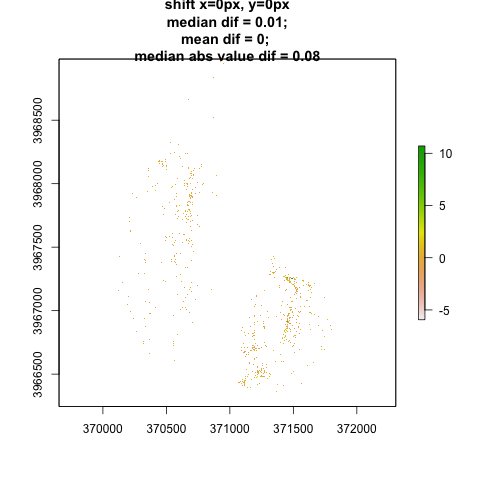 shift x=0px, y=0px
median dif = 0.01;
mean dif = 0;
median abs value dif = 0.08
3968500
3968000
3967500
3967000
3966500
370000 370500 371000 371500 372000
10
5
0
-5